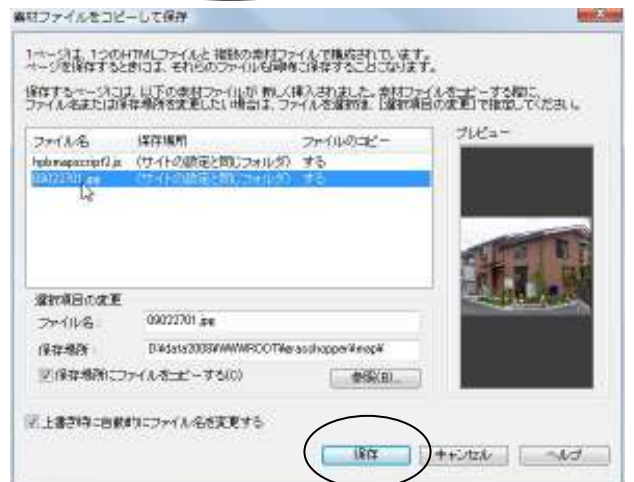 素材ファイルをコピーして保存
1ページは、1つのHTMLファイルと複数の素材ファイルで構成されています。
ページを保存するときには、それらのファイルも同時に保存することになります。
保存するページには、以下の素材ファイルが新しく挿入されました。素材ファイルをコピーする際に、
ファイル名または保存場所を変更したい場合は、ファイルを選択後、[選択項目の変更]で指定してください。
ファイル名 保存場所 ファイルのコピー プレビュー
hpbmapscript2.js (サイトの設定と同じフォルダ) する
09022701.jpg (サイトの設定と同じフォルダ) する
選択項目の変更
ファイル名: 09022701.jpg
保存場所: D:¥data2008¥WWWROOT¥
保存場所にファイルをコピーする(C) 参照(B)...
上書き時に自動的にファイル名を変更する
保存 キャンセル ヘルプ